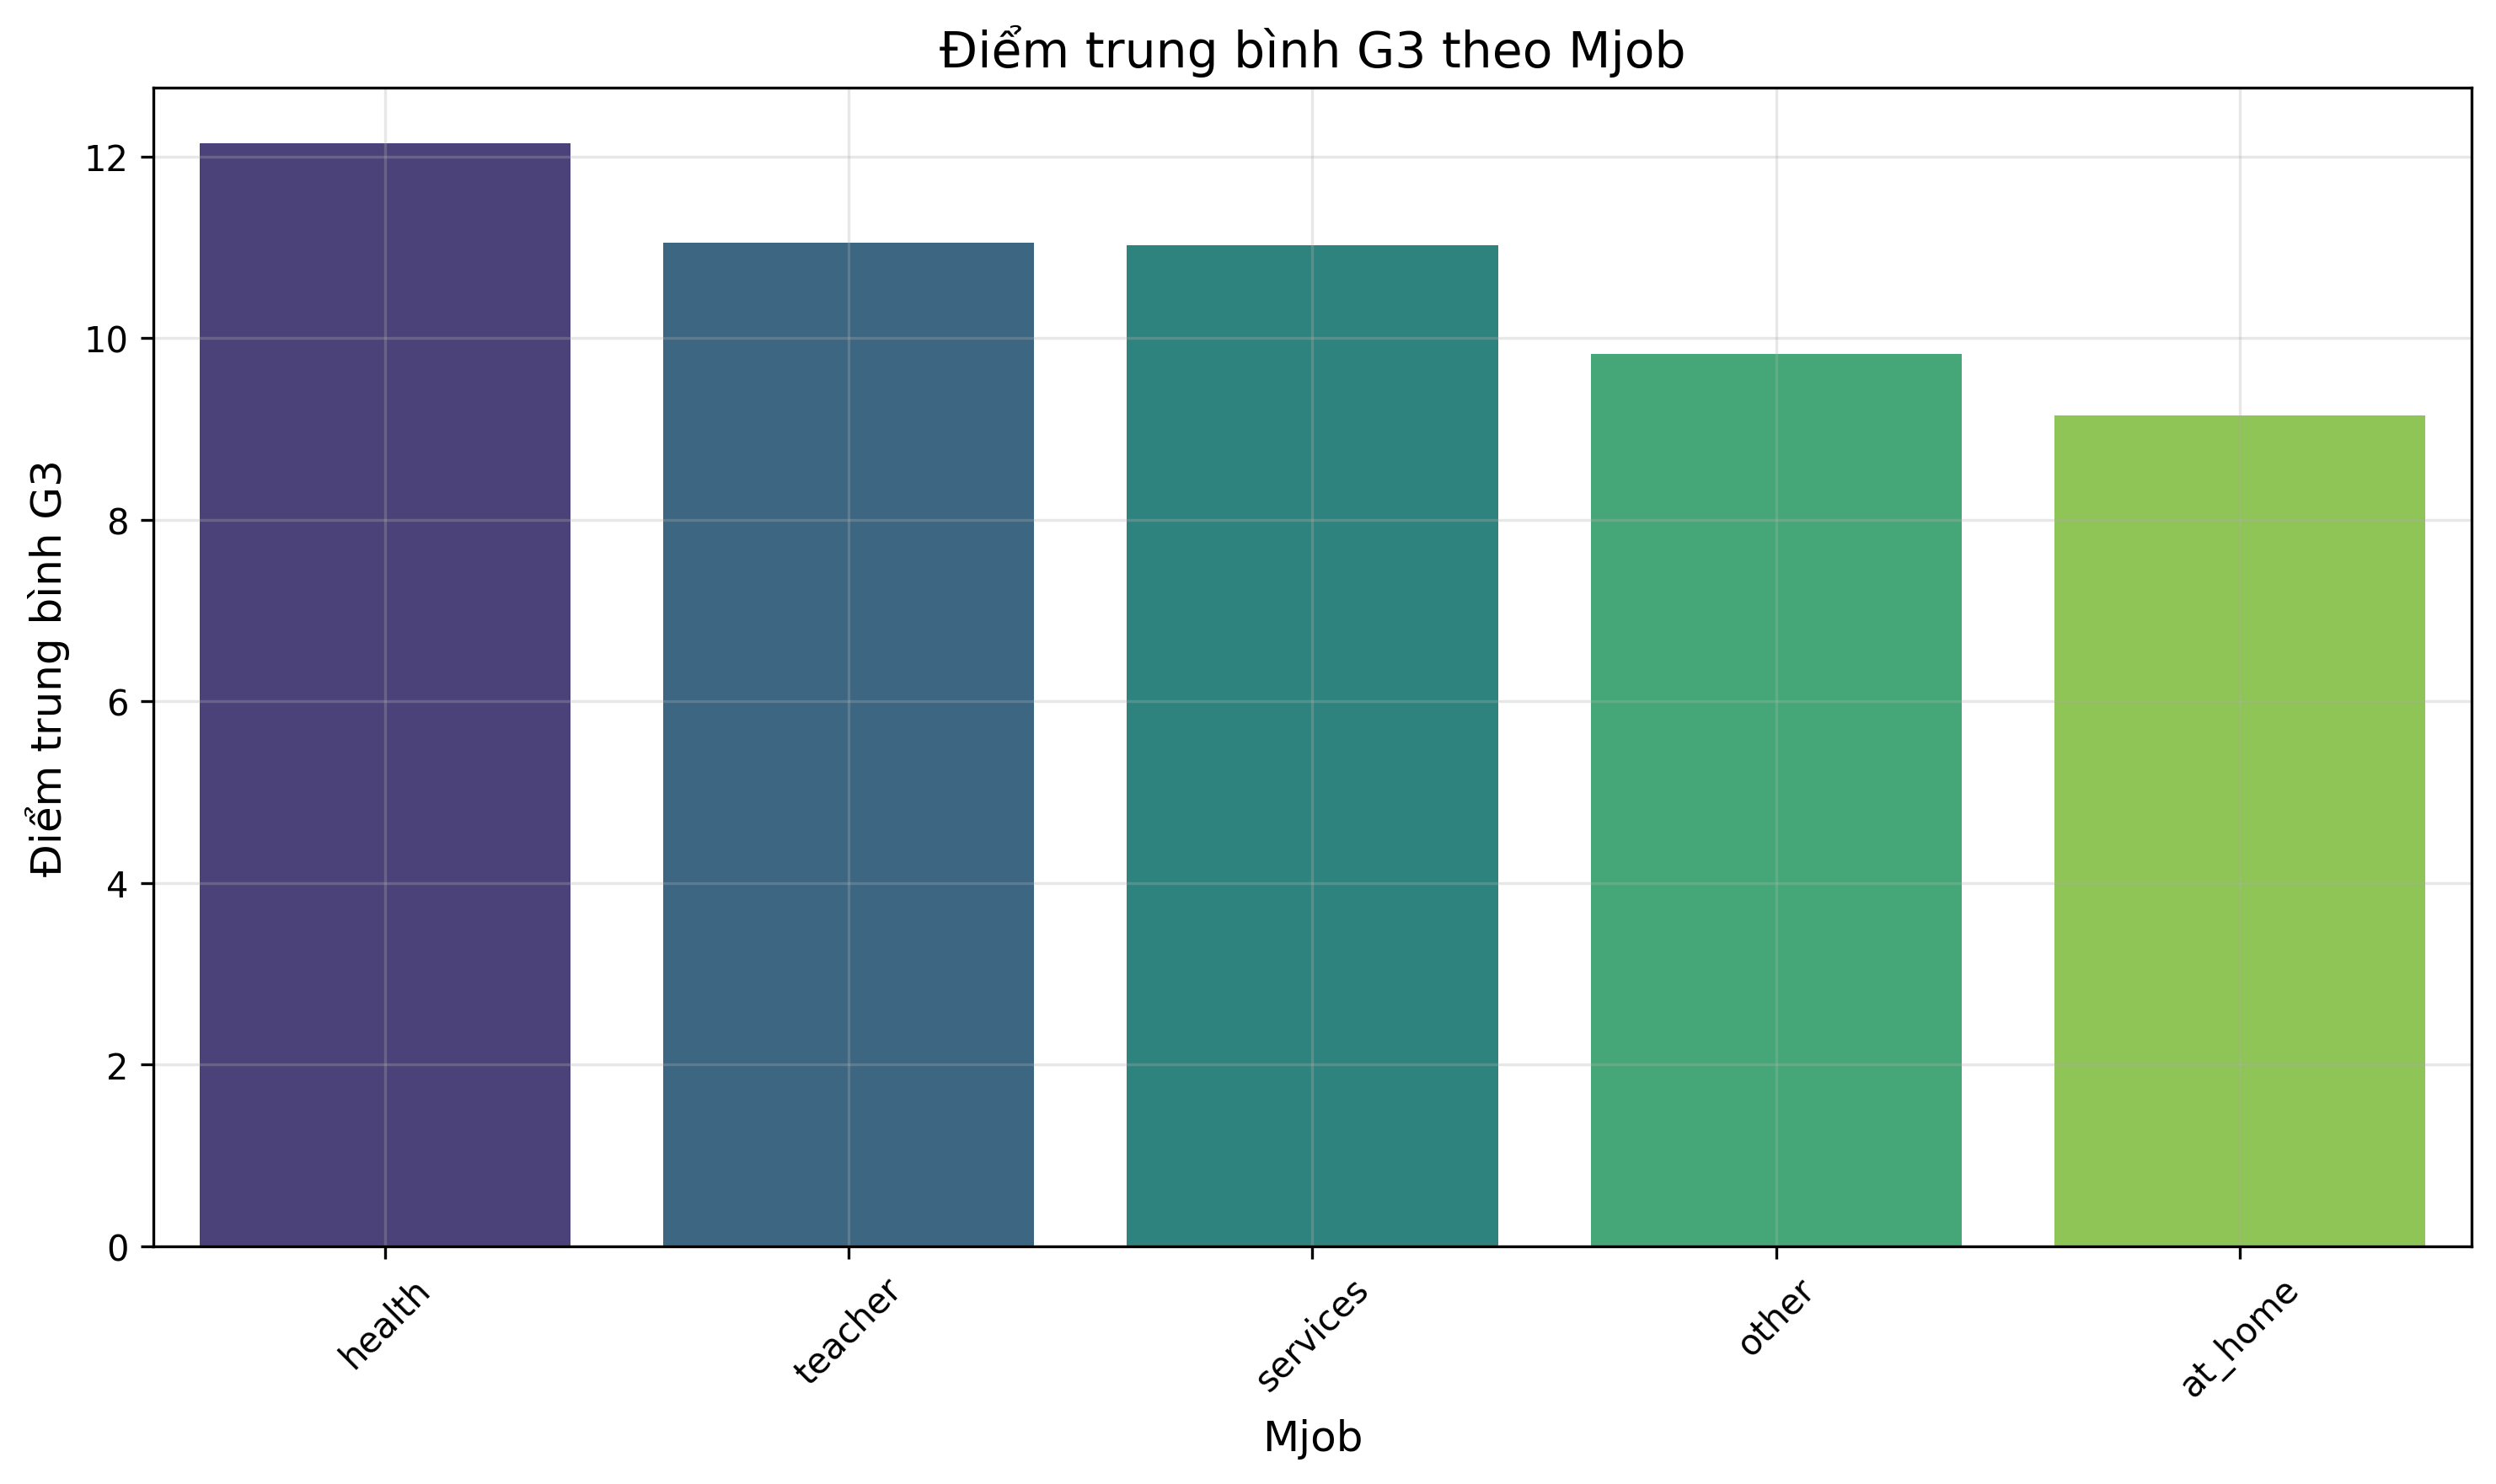 Điểm trung bình G3 theo Mjob
Điểm trung bình G3
12
10
8
6
4
2
0
health
teacher
services
other
at_home
Mjob